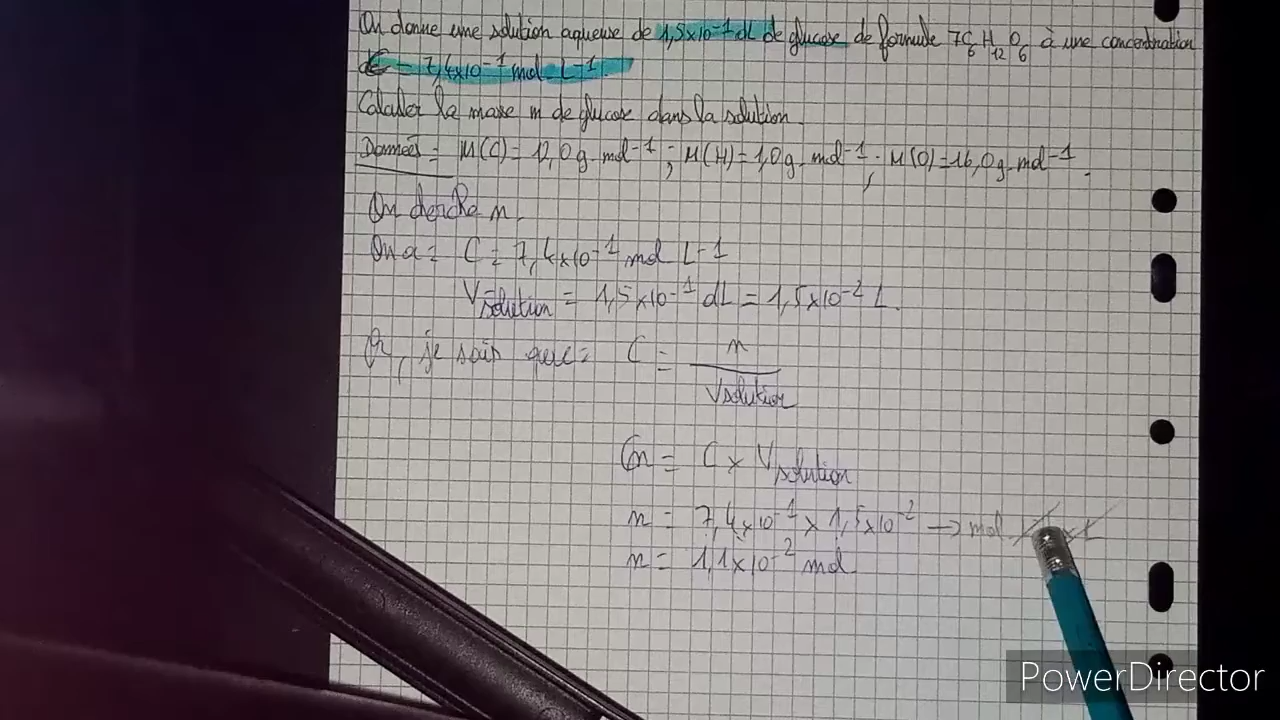 On donne une solution aqueuse de 1,5x10⁻¹ dL de glucose de formule 7C₆H₁₂O₆ à une concentration
C = 7,4x10⁻¹ mol L⁻¹.
Calculer la masse m de glucose dans la solution.
Données = M(C) = 12,0 g.mol⁻¹ ; M(H) = 1,0 g.mol⁻¹ ; M(O) = 16,0 g.mol⁻¹.
On cherche n.
On a = C = 7,4x10⁻¹ mol L-1
Vsolution = 1,5x10⁻¹ dL = 1,5x10⁻² L.
Or, je sais que = C = n / Vsolution
n = C x Vsolution
n = 7,4x10⁻¹ x 1,5x10⁻² → mol
n = 1,1x10⁻² mol
PowerDirector